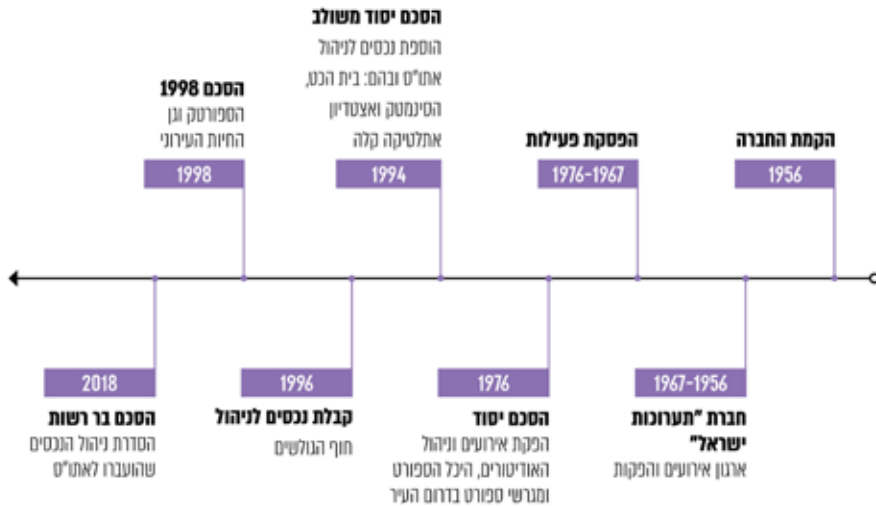 הקמת החברה
1956
חברת "תערוכות
ישראל"
1967-1956
ארגון אירועים והפקות
הפסקת פעילות
1976-1967
הסכם יסוד
1976
הפקת אירועים וניהול
האודיטורים, היכל הספורט
ומגרשי ספורט בדרום העיר
הסכם יסוד משולב
הוספת נכסים לניהול
אתו"ס ובהם: בית הכט,
הסינמטק ואצטדיון
אתלטיקה קלה
1994
1996
קבלת נכסים לניהול
חוף הגולשים
הסכם 1998
הספורטק וגן
החיות העירוני
1998
2018
הסכם בר רשות
הסדרת ניהול הנכסים
שהועברו לאתו"ס